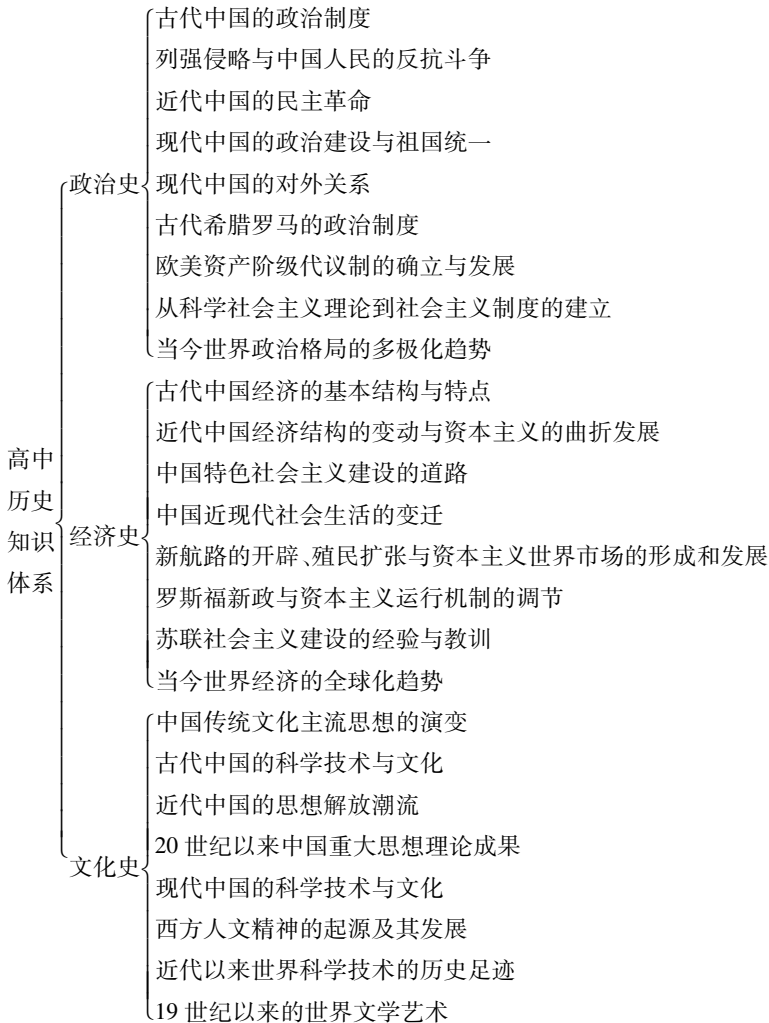 高中
历史
知识
体系
政治史
古代中国的政治制度
列强侵略与中国人民的反抗斗争
近代中国的民主革命
现代中国的政治建设与祖国统一
现代中国的对外关系
古代希腊罗马的政治制度
欧美资产阶级代议制的确立与发展
从科学社会主义理论到社会主义制度的建立
当今世界政治格局的多极化趋势
经济史
古代中国经济的基本结构与特点
近代中国经济结构的变动与资本主义的曲折发展
中国特色社会主义建设的道路
中国近现代社会生活的变迁
新航路的开辟、殖民扩张与资本主义世界市场的形成和发展
罗斯福新政与资本主义运行机制的调节
苏联社会主义建设的经验与教训
当今世界经济的全球化趋势
文化史
中国传统文化主流思想的演变
古代中国的科学技术与文化
近代中国的思想解放潮流
20世纪以来中国重大思想理论成果
现代中国的科学技术与文化
西方人文精神的起源及其发展
近代以来世界科学技术的历史足迹
19世纪以来的世界文学艺术